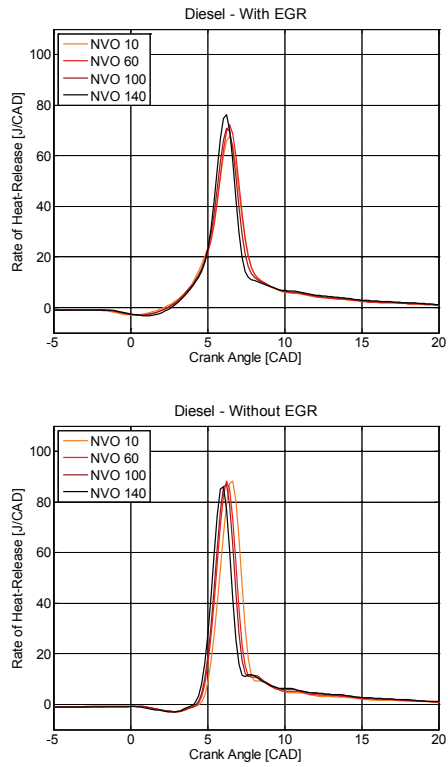 Diesel - With EGR
NVO 10
NVO 60
NVO 100
NVO 140
Rate of Heat-Release [J/CAD]
100
80
60
40
20
0
-5 0 5 10 15 20
Crank Angle [CAD]
Diesel - Without EGR
NVO 10
NVO 60
NVO 100
NVO 140
Rate of Heat-Release [J/CAD]
100
80
60
40
20
0
-5 0 5 10 15 20
Crank Angle [CAD]